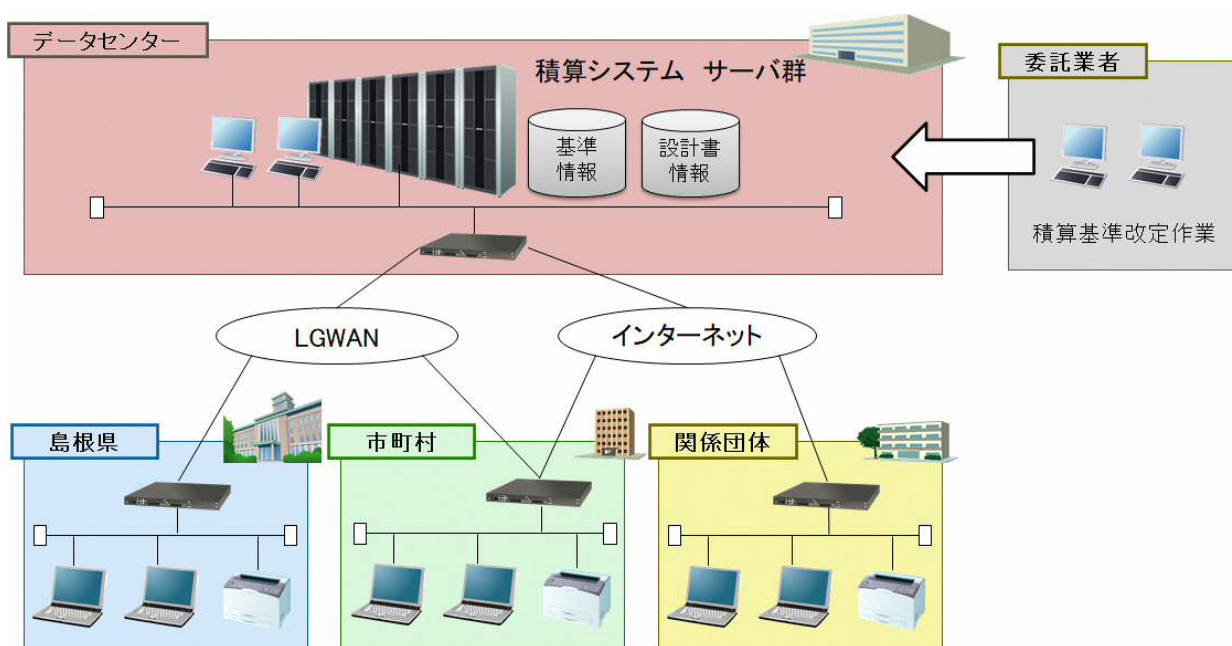 データセンター
積算システム サーバ群
委託業者
基準
情報
設計書
情報
積算基準改定作業
LGWAN
インターネット
島根県
市町村
関係団体